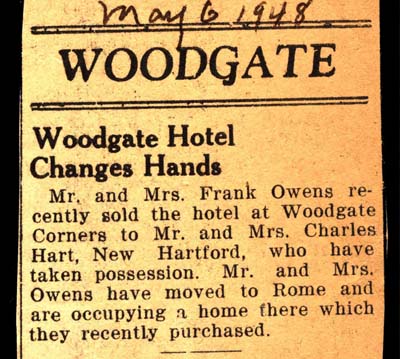 May 6 1948
WOODGATE
Woodgate Hotel
Changes Hands
Mr. and Mrs. Frank Owens re-
cently sold the hotel at Woodgate
Corners to Mr. and Mrs. Charles
Hart, New Hartford, who have
taken possession. Mr. and Mrs.
Owens have moved to Rome and
are occupying a home there which
they recently purchased.